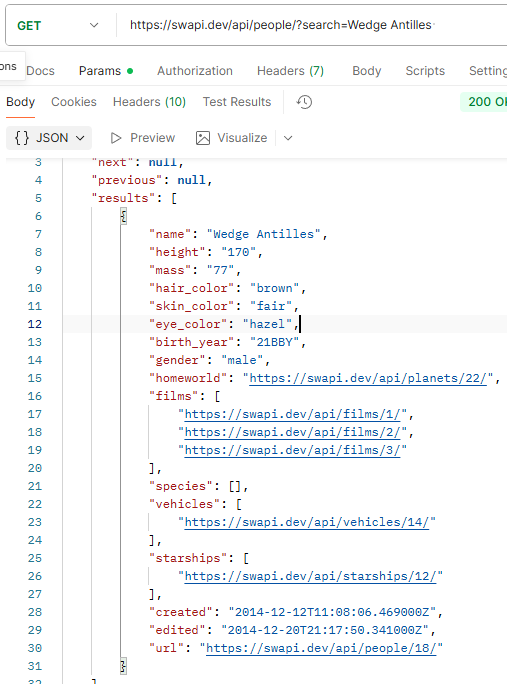 GET https://swapi.dev/api/people/?search=Wedge Antilles
ons
Docs Params Authorization Headers (7) Body Scripts Setting
Body Cookies Headers (10) Test Results 200 OK
{} JSON Preview Visualize
3 "next": null,
4 "previous": null,
5 "results": [
6 {
7 "name": "Wedge Antilles",
8 "height": "170",
9 "mass": "77",
10 "hair_color": "brown",
11 "skin_color": "fair",
12 "eye_color": "hazel",
13 "birth_year": "21BBY",
14 "gender": "male",
15 "homeworld": "https://swapi.dev/api/planets/22/",
16 "films": [
17 "https://swapi.dev/api/films/1/",
18 "https://swapi.dev/api/films/2/",
19 "https://swapi.dev/api/films/3/"
20 ],
21 "species": [],
22 "vehicles": [
23 "https://swapi.dev/api/vehicles/14/"
24 ],
25 "starships": [
26 "https://swapi.dev/api/starships/12/"
27 ],
28 "created": "2014-12-12T11:08:06.469000Z",
29 "edited": "2014-12-20T21:17:50.341000Z",
30 "url": "https://swapi.dev/api/people/18/"
31 }
32 ]